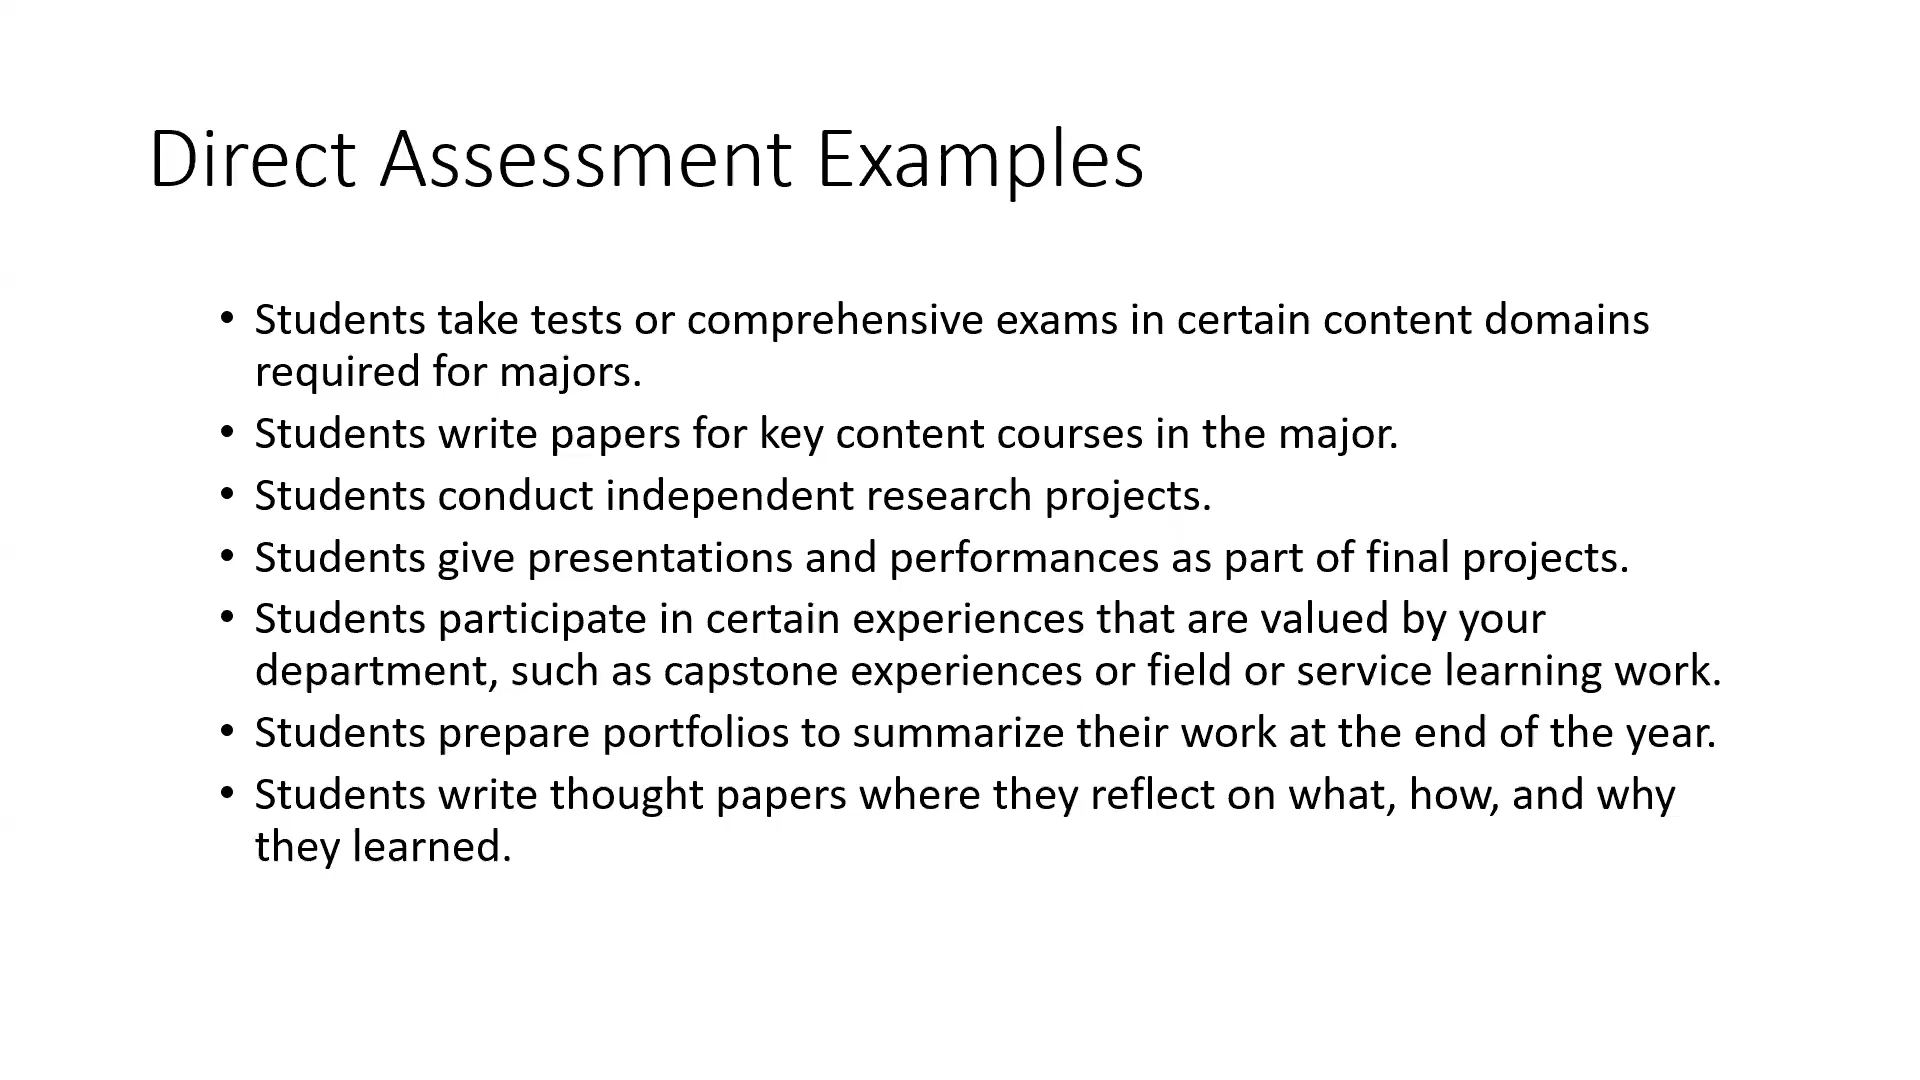 Direct Assessment Examples
• Students take tests or comprehensive exams in certain content domains
required for majors.
• Students write papers for key content courses in the major.
• Students conduct independent research projects.
• Students give presentations and performances as part of final projects.
• Students participate in certain experiences that are valued by your
department, such as capstone experiences or field or service learning work.
• Students prepare portfolios to summarize their work at the end of the year.
• Students write thought papers where they reflect on what, how, and why
they learned.